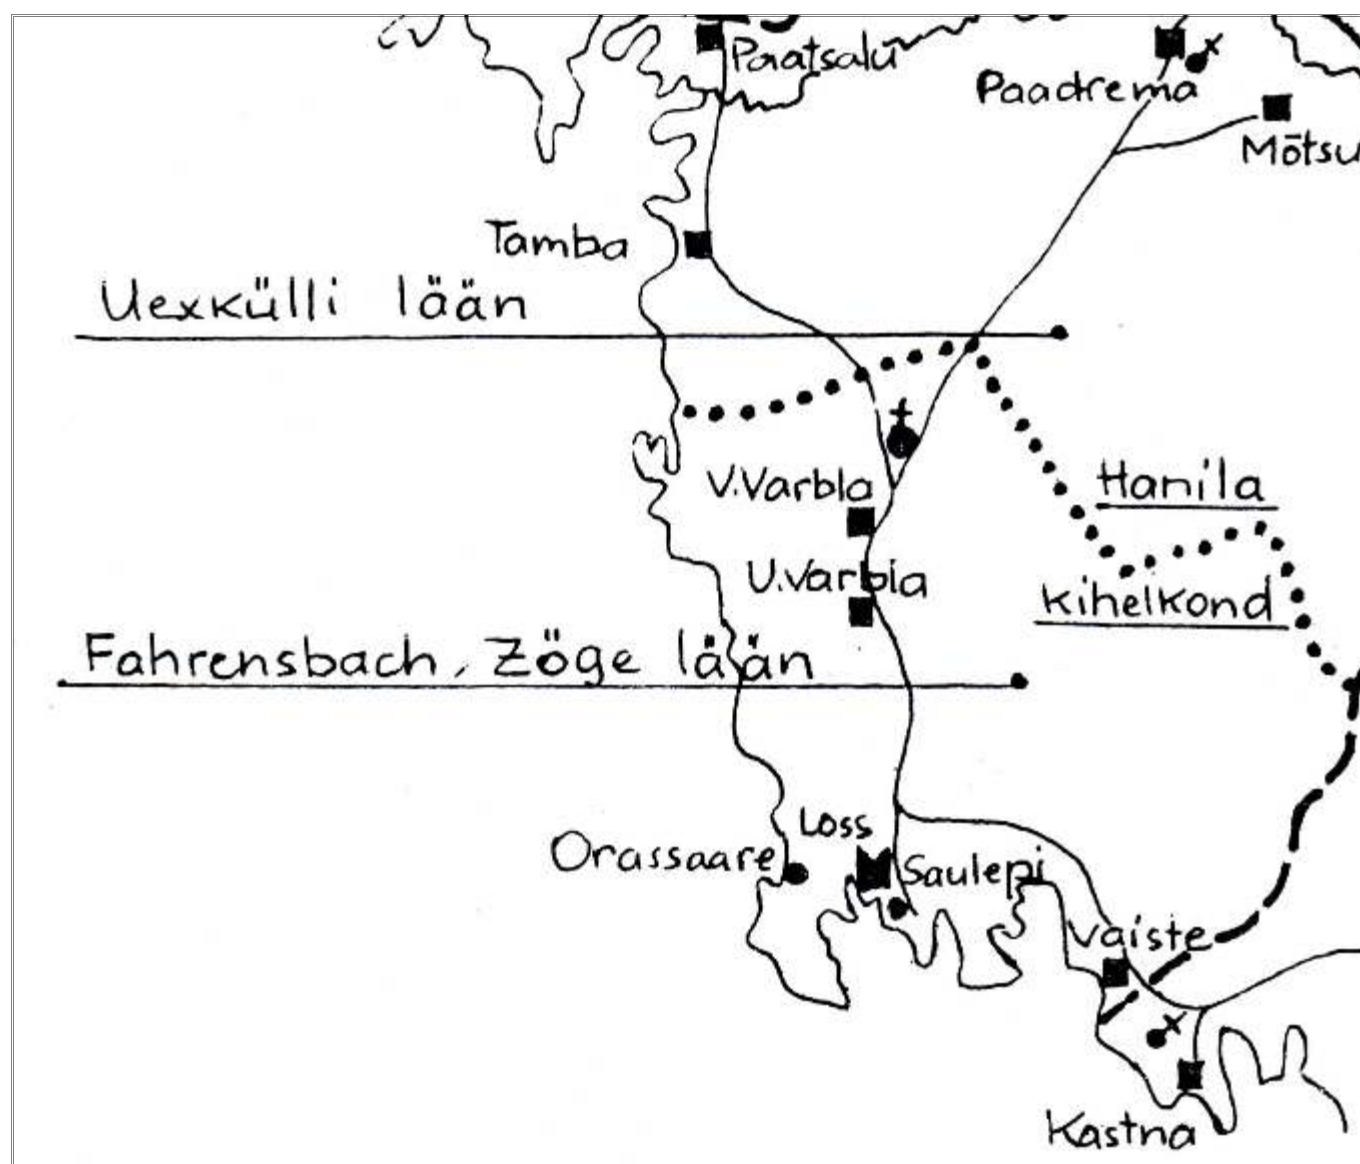 Paatsalu
Paadrema
Mõtsu
Tamba
Uexkülli lään
V.Varbla
Hanila
U.Varbla
kihelkond
Fahrensbach, Zöge lään
Loss
Orassaare
Saulepi
Vaiste
Kastna